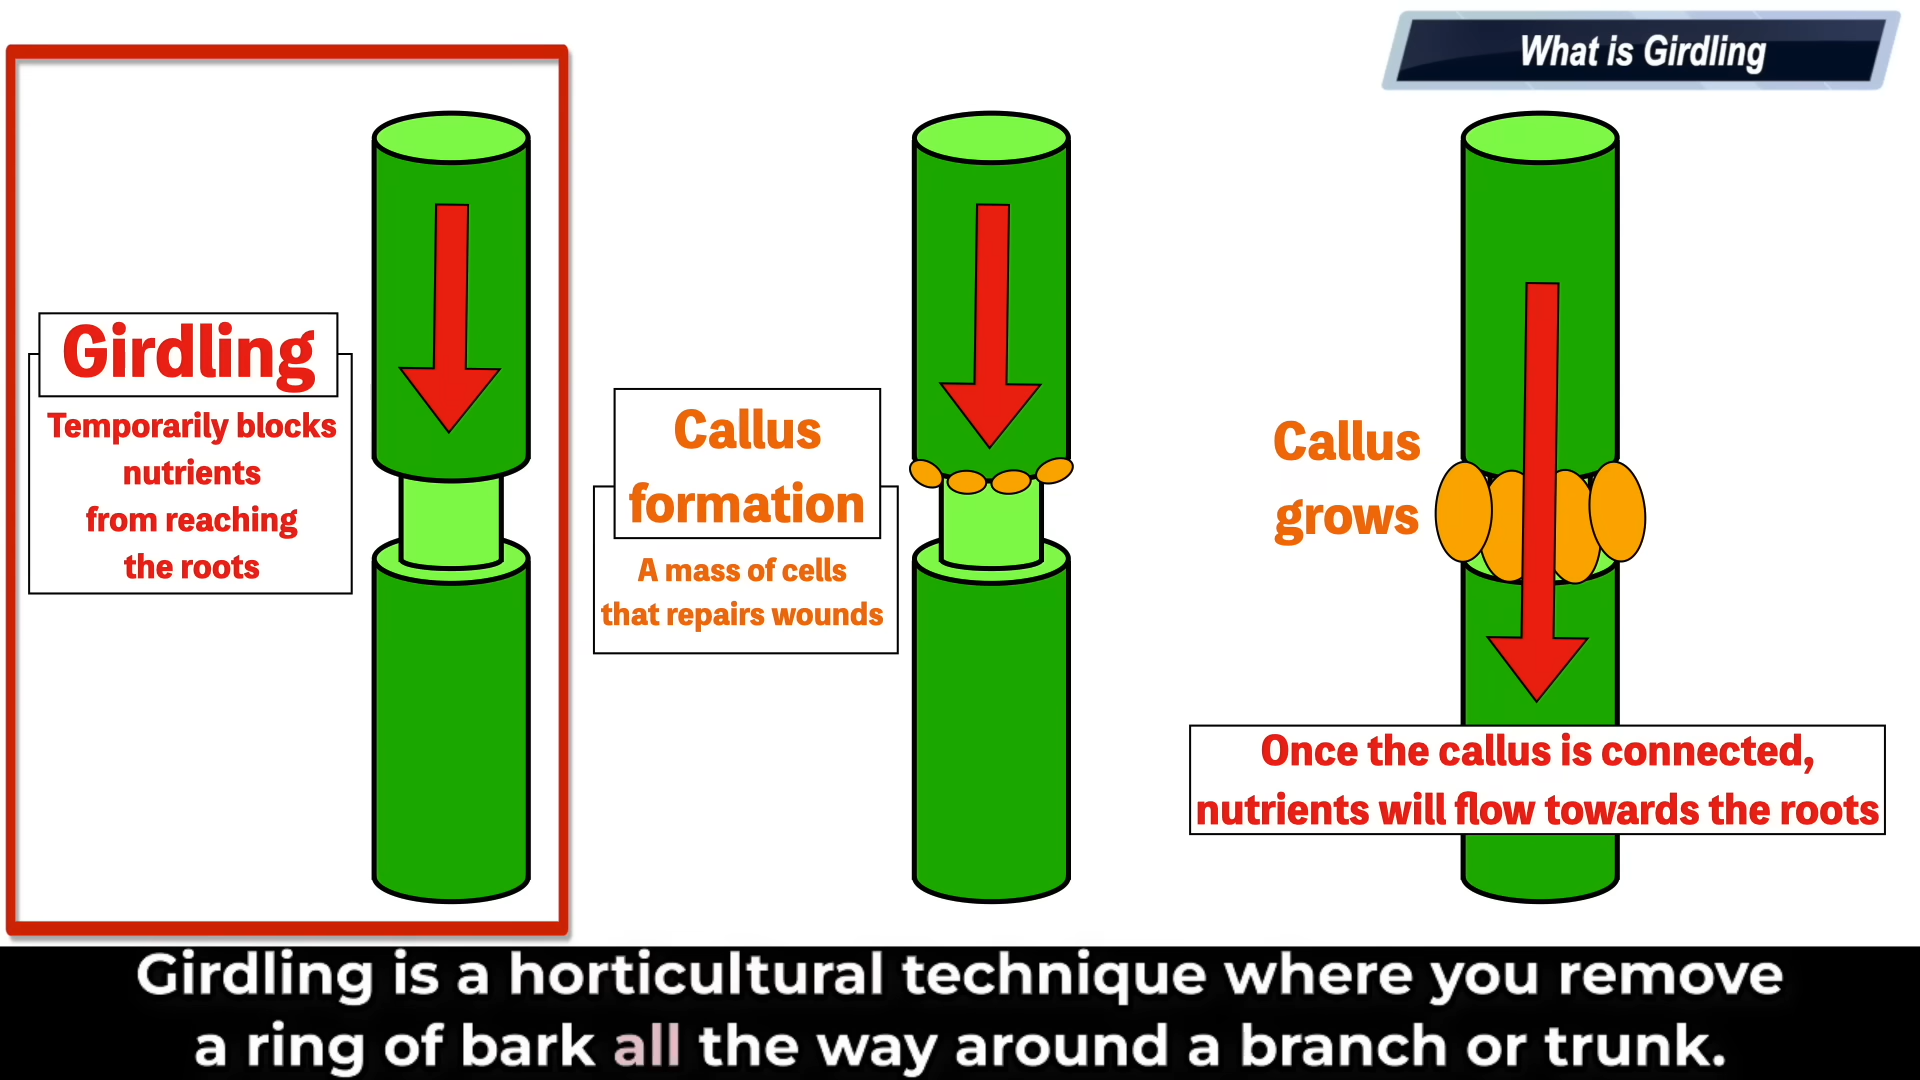 What is Girdling
Girdling
Temporarily blocks
nutrients
from reaching
the roots
Callus
formation
A mass of cells
that repairs wounds
Callus
grows
Once the callus is connected,
nutrients will flow towards the roots
Girdling is a horticultural technique where you remove
a ring of bark all the way around a branch or trunk.